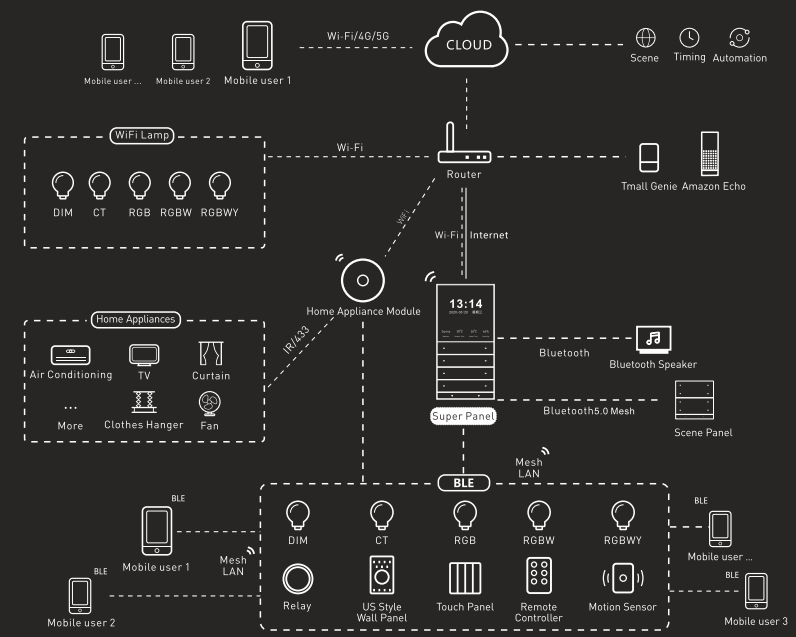 Wi-Fi/4G/5G
CLOUD
Mobile user ...
Mobile user 2
Mobile user 1
Scene
Timing
Automation
WiFi Lamp
Wi-Fi
Router
DIM
CT
RGB
RGBW
RGBWY
Tmall Genie
Amazon Echo
WiFi
Wi-Fi
Internet
Home Appliance Module
13:14
Home Appliances
IR/433
Air Conditioning
TV
Curtain
Bluetooth
Bluetooth Speaker
...
More
Clothes Hanger
Fan
Super Panel
Bluetooth5.0 Mesh
Scene Panel
Mesh
LAN
BLE
BLE
Mobile user 1
DIM
CT
RGB
RGBW
RGBWY
BLE
Mobile user ...
Mesh
LAN
BLE
Mobile user 2
Relay
US Style
Wall Panel
Touch Panel
Remote
Controller
Motion Sensor
BLE
Mobile user 3